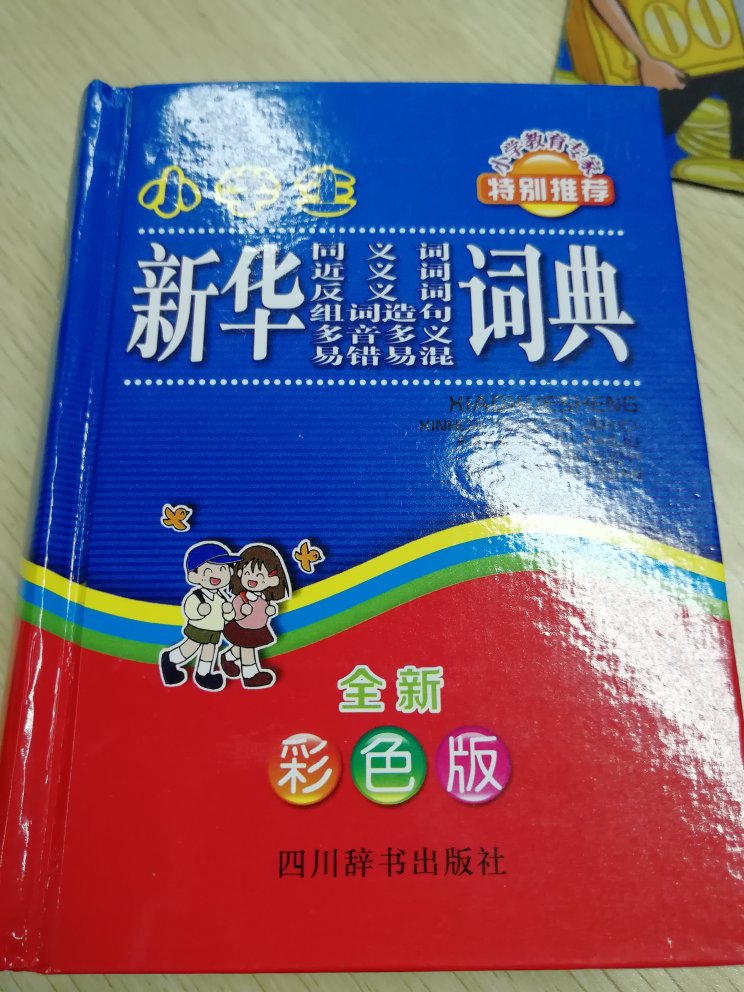 小学教育专家
特别推荐
小学生
新华
同义词
近义词
反义词
组词造句
多音多义
易错易混
词典
XIAOXUESHENG
全新
彩色版
四川辞书出版社